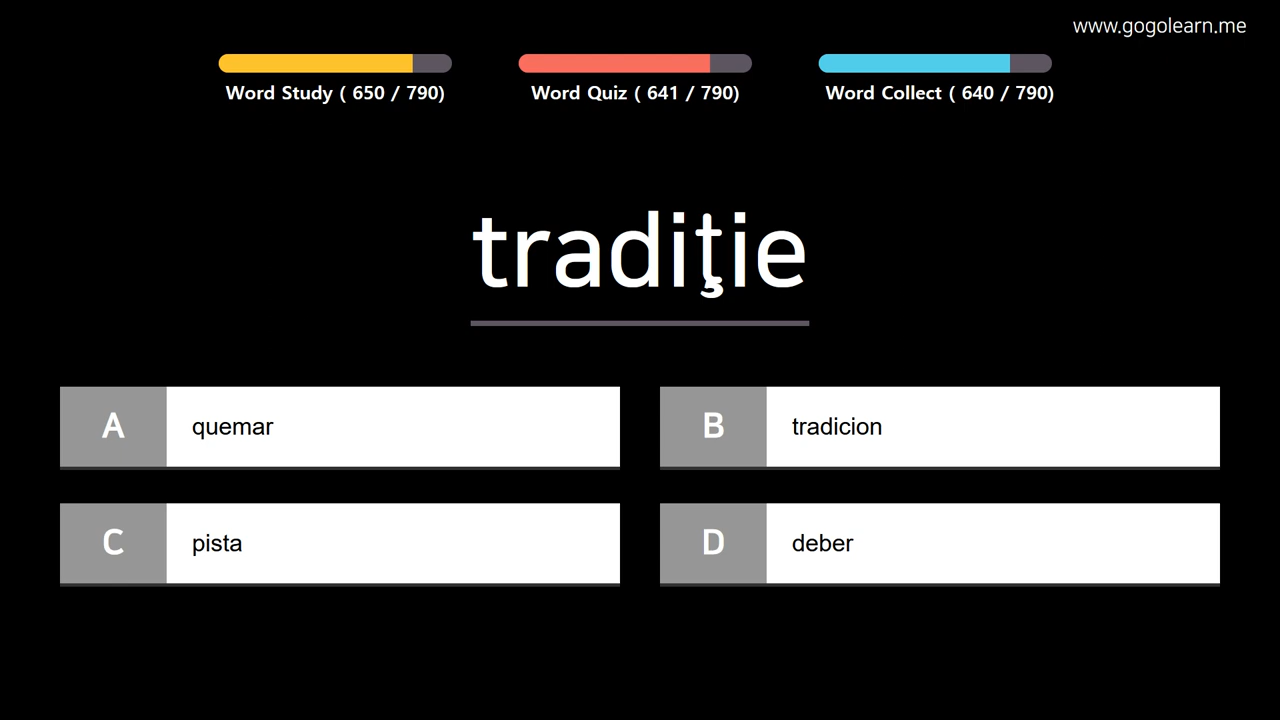 www.gogolearn.me
Word Study ( 650 / 790)
Word Quiz ( 641 / 790)
Word Collect ( 640 / 790)
tradiţie
A quemar
B tradicion
C pista
D deber